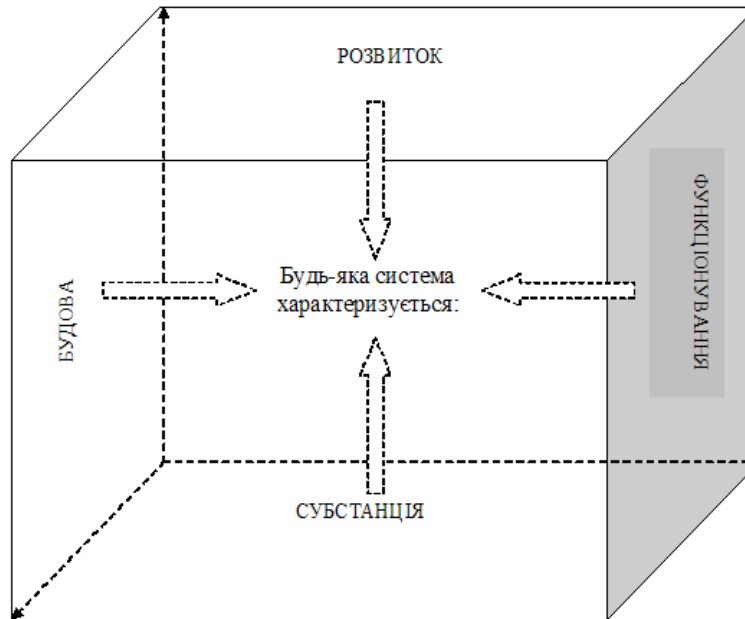 РОЗВИТОК
ФУНКЦІОНУВАННЯ
Будь-яка система
характеризується:
БУДОВА
СУБСТАНЦІЯ